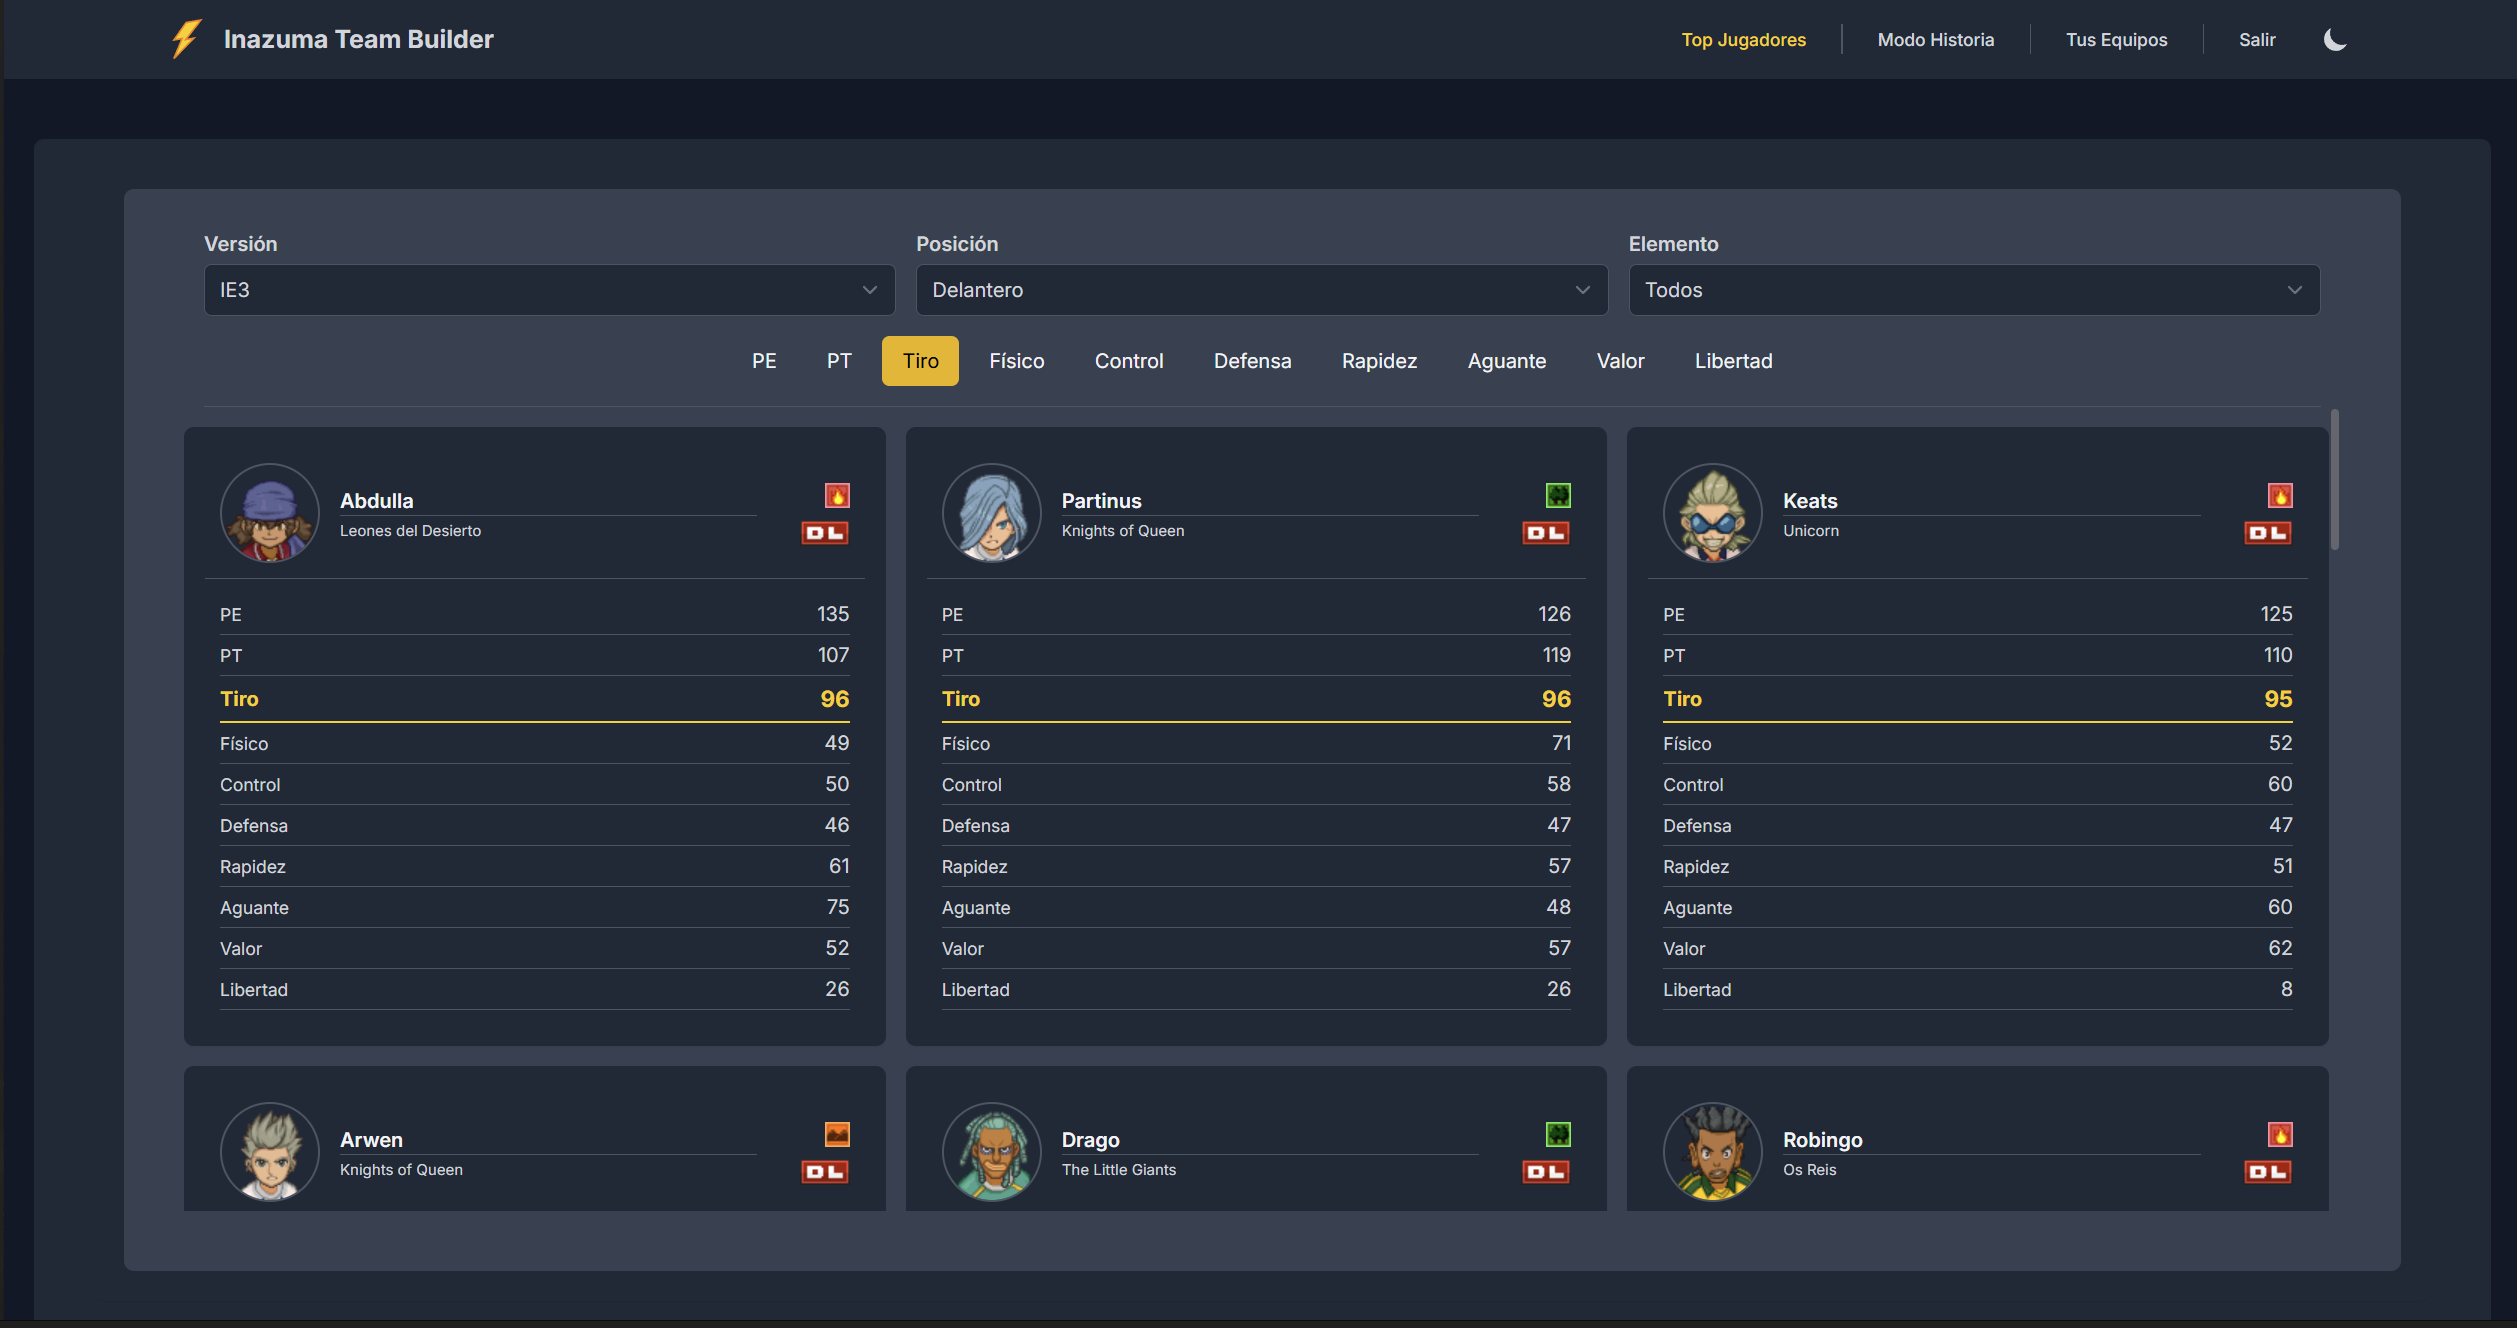 Inazuma Team Builder
Top Jugadores
Modo Historia
Tus Equipos
Salir
Versión
Posición
Elemento
IE3
Delantero
Todos
PE PT Tiro Físico Control Defensa Rapidez Aguante Valor Libertad
Abdulla
Leones del Desierto
DL
PE 135
PT 107
Tiro 96
Físico 49
Control 50
Defensa 46
Rapidez 61
Aguante 75
Valor 52
Libertad 26
Partinus
Knights of Queen
DL
PE 126
PT 119
Tiro 96
Físico 71
Control 58
Defensa 47
Rapidez 57
Aguante 48
Valor 57
Libertad 26
Keats
Unicorn
DL
PE 125
PT 110
Tiro 95
Físico 52
Control 60
Defensa 47
Rapidez 51
Aguante 60
Valor 62
Libertad 8
Arwen
Knights of Queen
DL
Drago
The Little Giants
DL
Robingo
Os Reis
DL